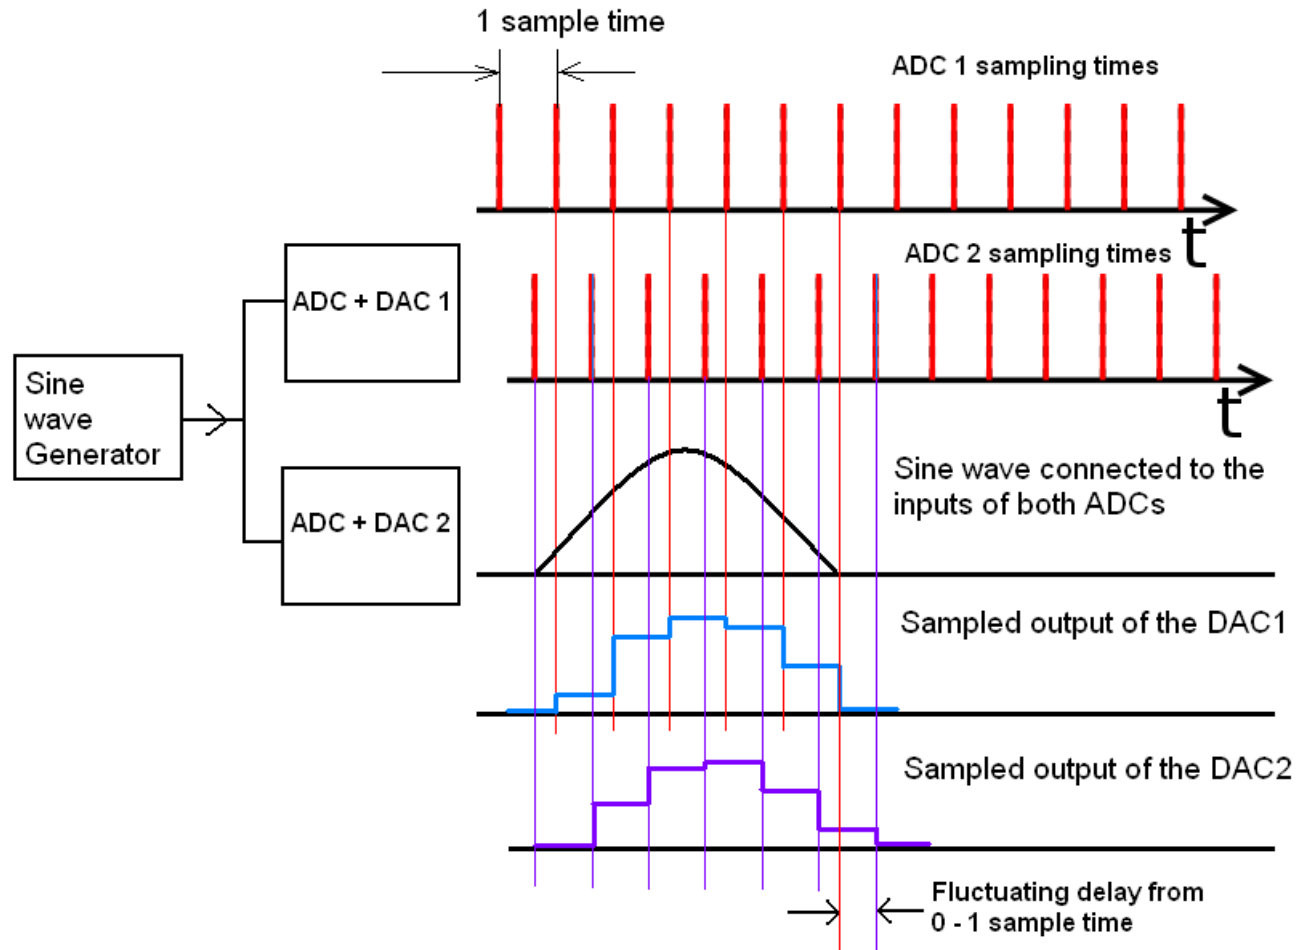 1 sample time
ADC 1 sampling times
t
ADC 2 sampling times
t
ADC + DAC 1
Sine
wave
Generator
ADC + DAC 2
Sine wave connected to the
inputs of both ADCs
Sampled output of the DAC1
Sampled output of the DAC2
Fluctuating delay from
0 - 1 sample time